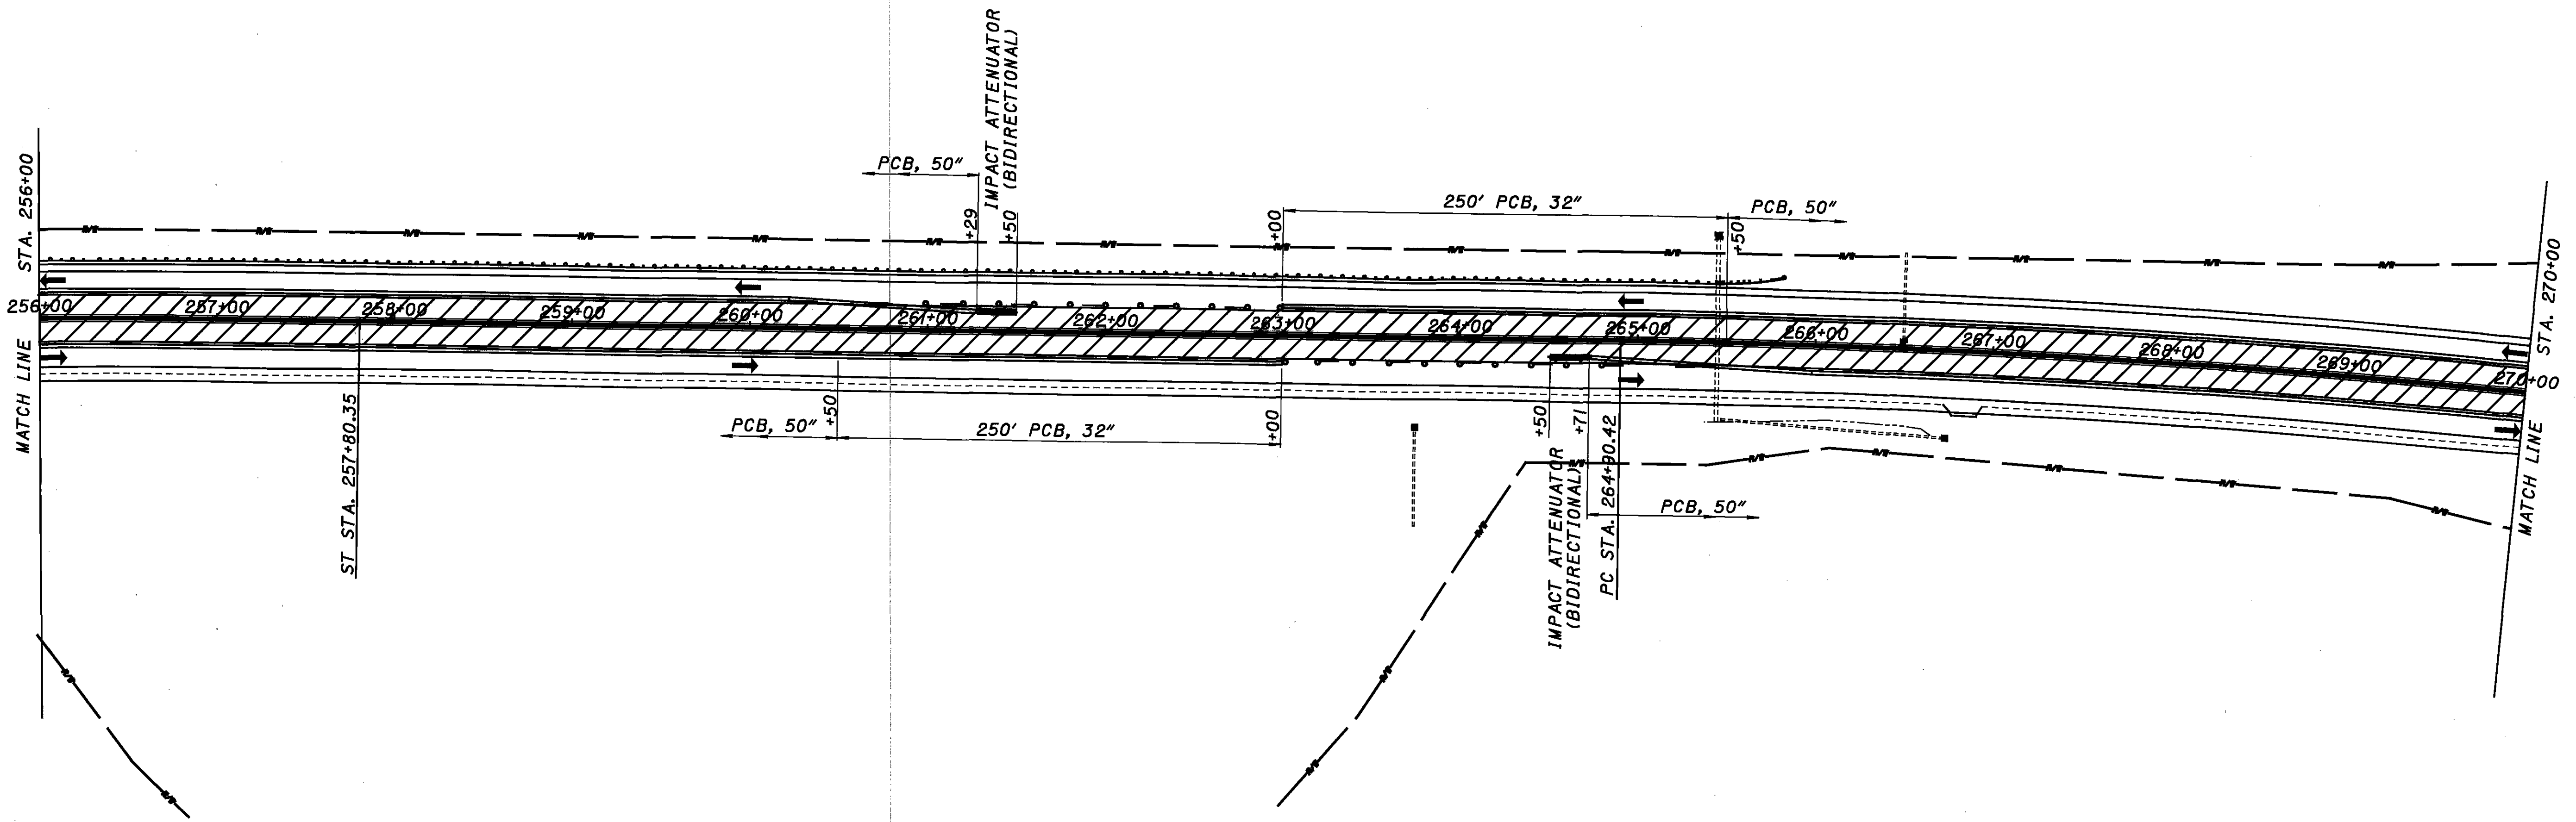 IMPACT ATTENUATOR
(BIDIRECTIONAL)
PCB, 50"
+29
+50
+00
250' PCB, 32"
PCB, 50"
+50
STA. 256+00
MATCH LINE
STA. 270+00
MATCH LINE
256+00
257+00
258+00
259+00
260+00
261+00
262+00
263+00
264+00
265+00
266+00
267+00
268+00
269+00
270+00
ST STA. 257+80.35
PCB, 50"
+50
250' PCB, 32"
+00
+50
+71
IMPACT ATTENUATOR
(BIDIRECTIONAL)
PC STA. 264+90.42
PCB, 50"